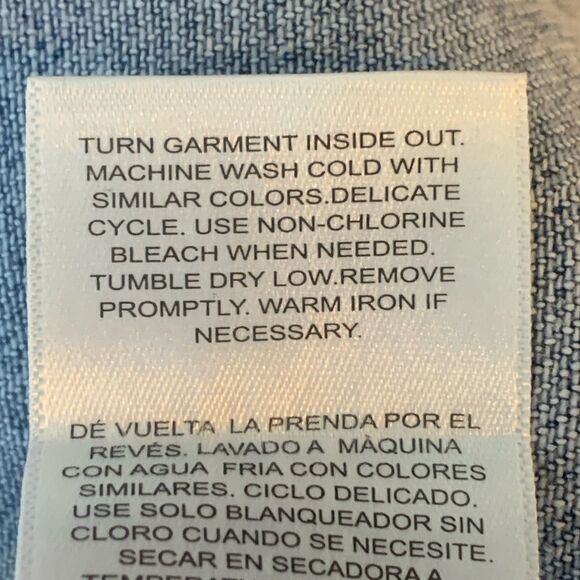 TURN GARMENT INSIDE OUT.
MACHINE WASH COLD WITH
SIMILAR COLORS.DELICATE
CYCLE. USE NON-CHLORINE
BLEACH WHEN NEEDED.
TUMBLE DRY LOW.REMOVE
PROMPTLY. WARM IRON IF
NECESSARY.
DÉ VUELTA LA PRENDA POR EL
REVÉS. LAVADO A MÀQUINA
CON AGUA FRIA CON COLORES
SIMILARES. CICLO DELICADO.
USE SOLO BLANQUEADOR SIN
CLORO CUANDO SE NECESITE.
SECAR EN SECADORA A